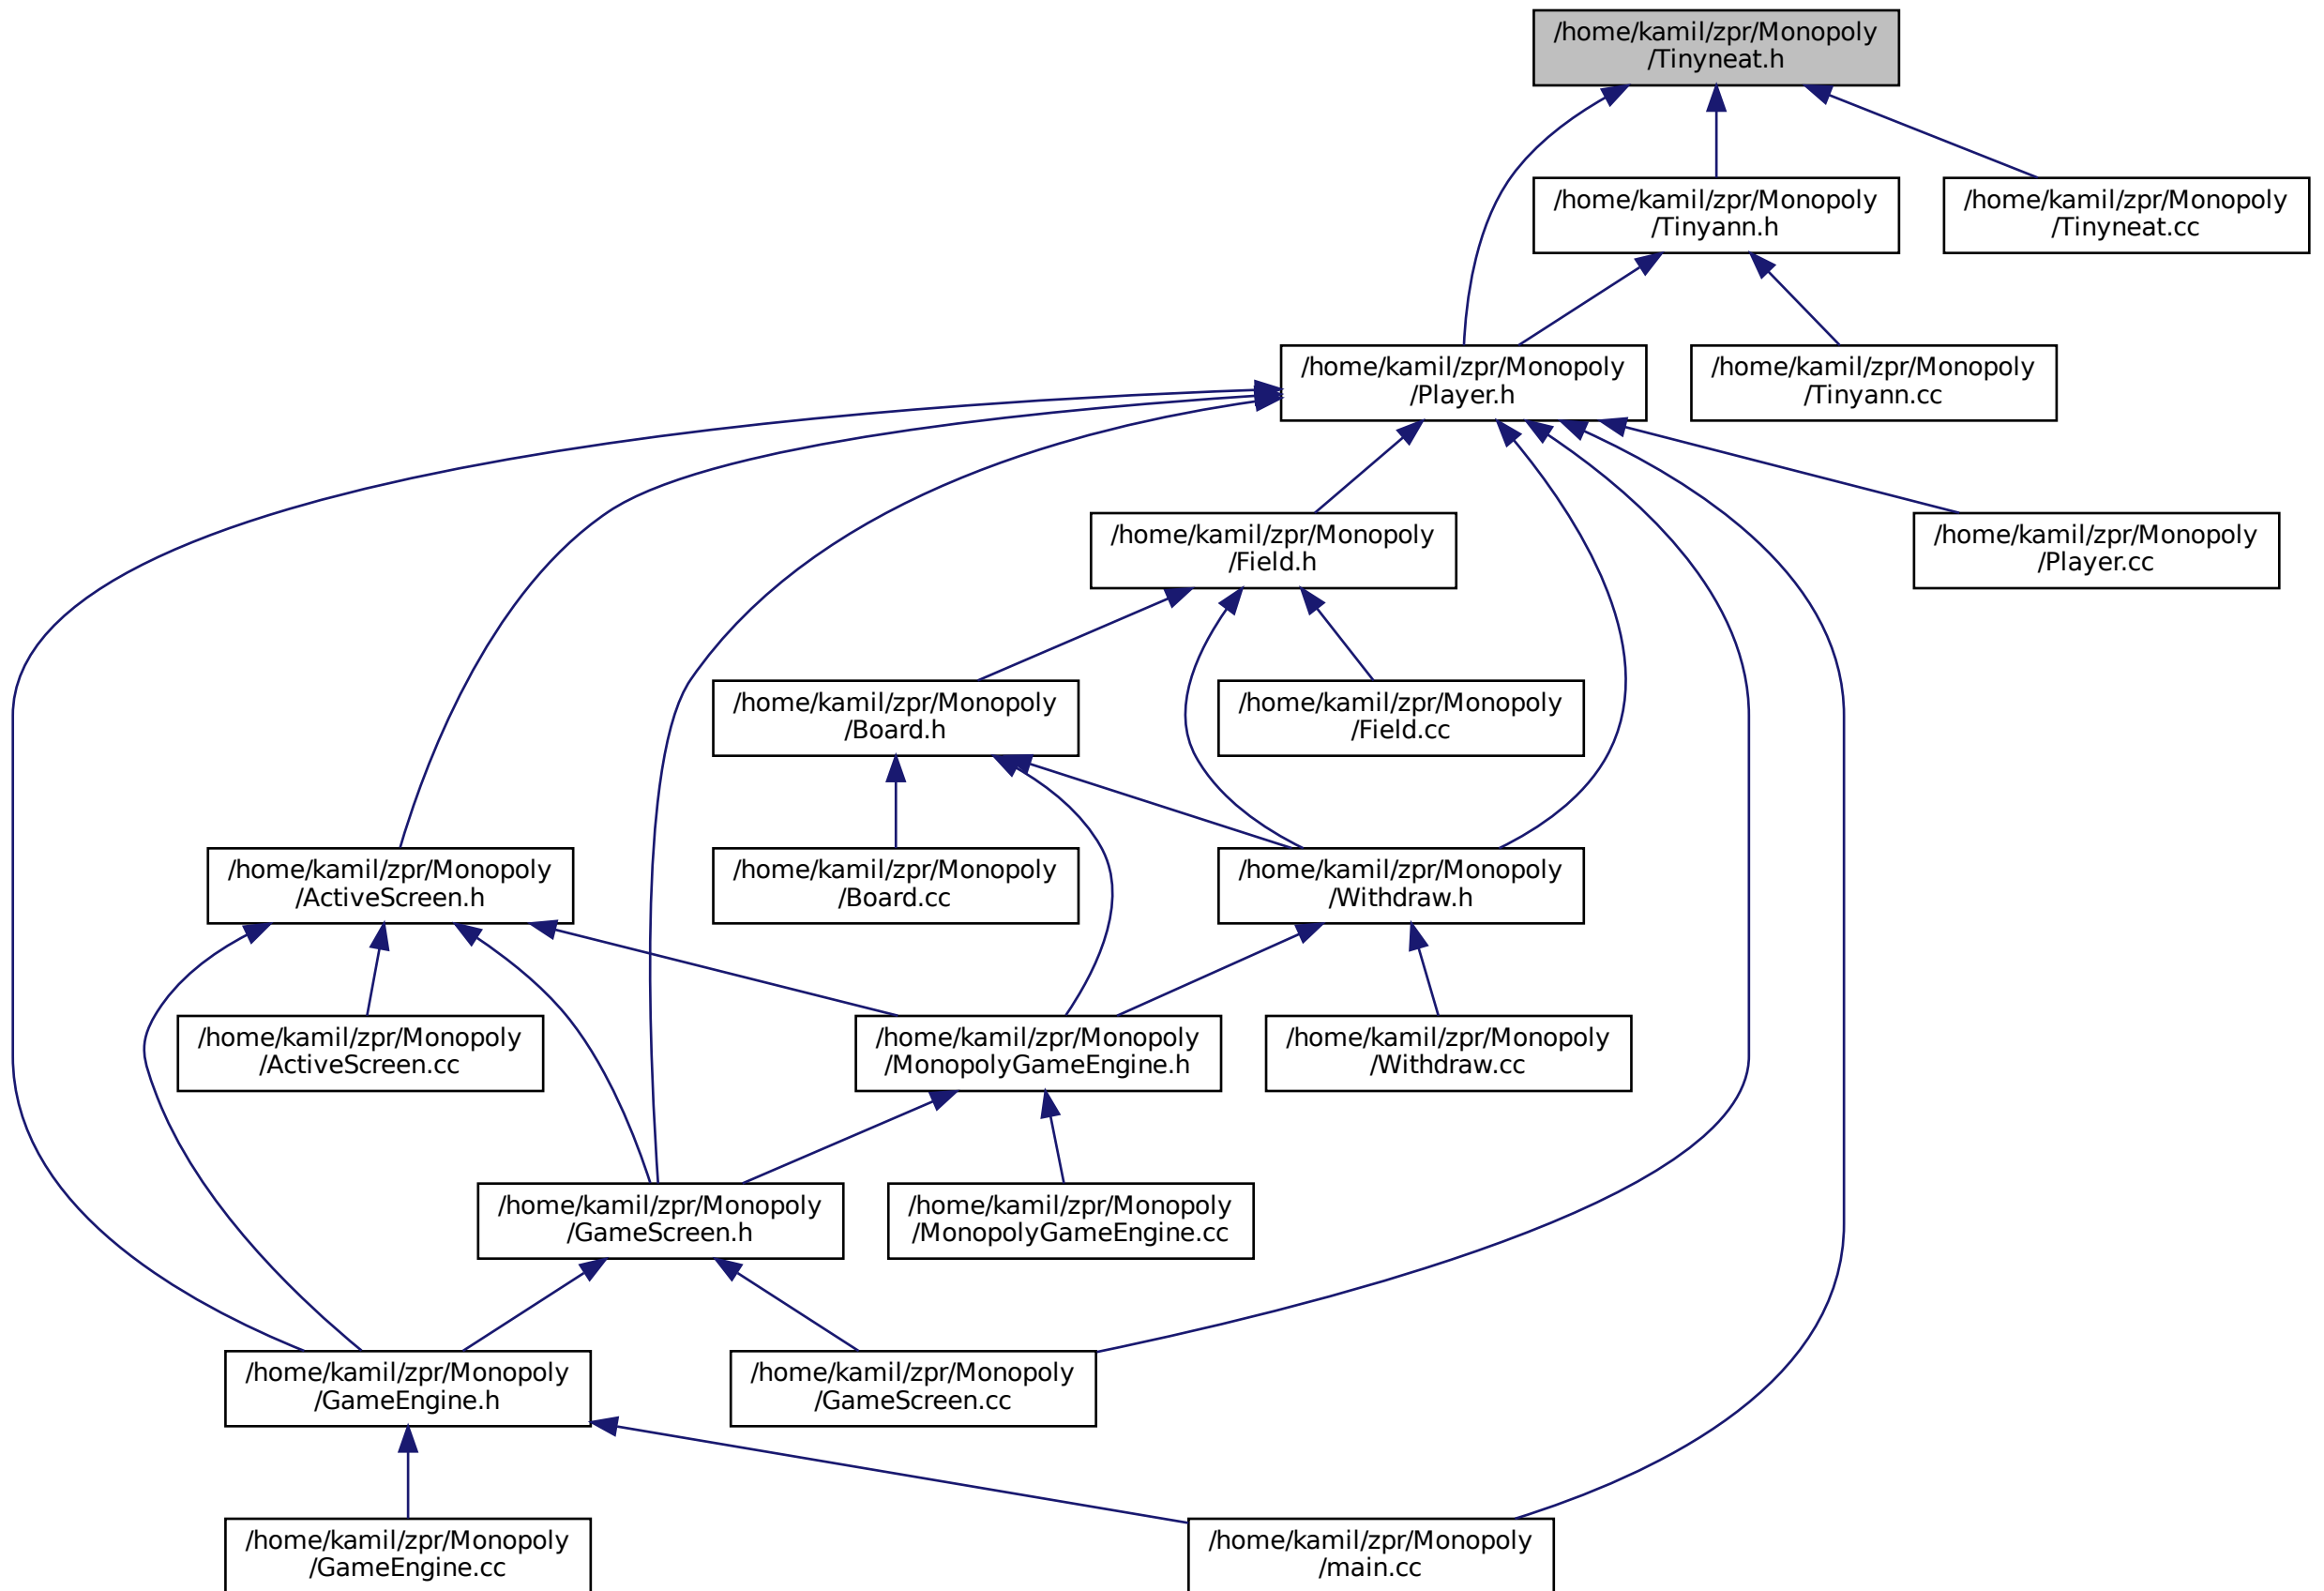 /home/kamil/zpr/Monopoly
/Tinyneat.h
/home/kamil/zpr/Monopoly
/Tinyann.h
/home/kamil/zpr/Monopoly
/Tinyneat.cc
/home/kamil/zpr/Monopoly
/Player.h
/home/kamil/zpr/Monopoly
/Tinyann.cc
/home/kamil/zpr/Monopoly
/Field.h
/home/kamil/zpr/Monopoly
/Player.cc
/home/kamil/zpr/Monopoly
/Board.h
/home/kamil/zpr/Monopoly
/Field.cc
/home/kamil/zpr/Monopoly
/ActiveScreen.h
/home/kamil/zpr/Monopoly
/Board.cc
/home/kamil/zpr/Monopoly
/Withdraw.h
/home/kamil/zpr/Monopoly
/ActiveScreen.cc
/home/kamil/zpr/Monopoly
/MonopolyGameEngine.h
/home/kamil/zpr/Monopoly
/Withdraw.cc
/home/kamil/zpr/Monopoly
/GameScreen.h
/home/kamil/zpr/Monopoly
/MonopolyGameEngine.cc
/home/kamil/zpr/Monopoly
/GameEngine.h
/home/kamil/zpr/Monopoly
/GameScreen.cc
/home/kamil/zpr/Monopoly
/GameEngine.cc
/home/kamil/zpr/Monopoly
/main.cc